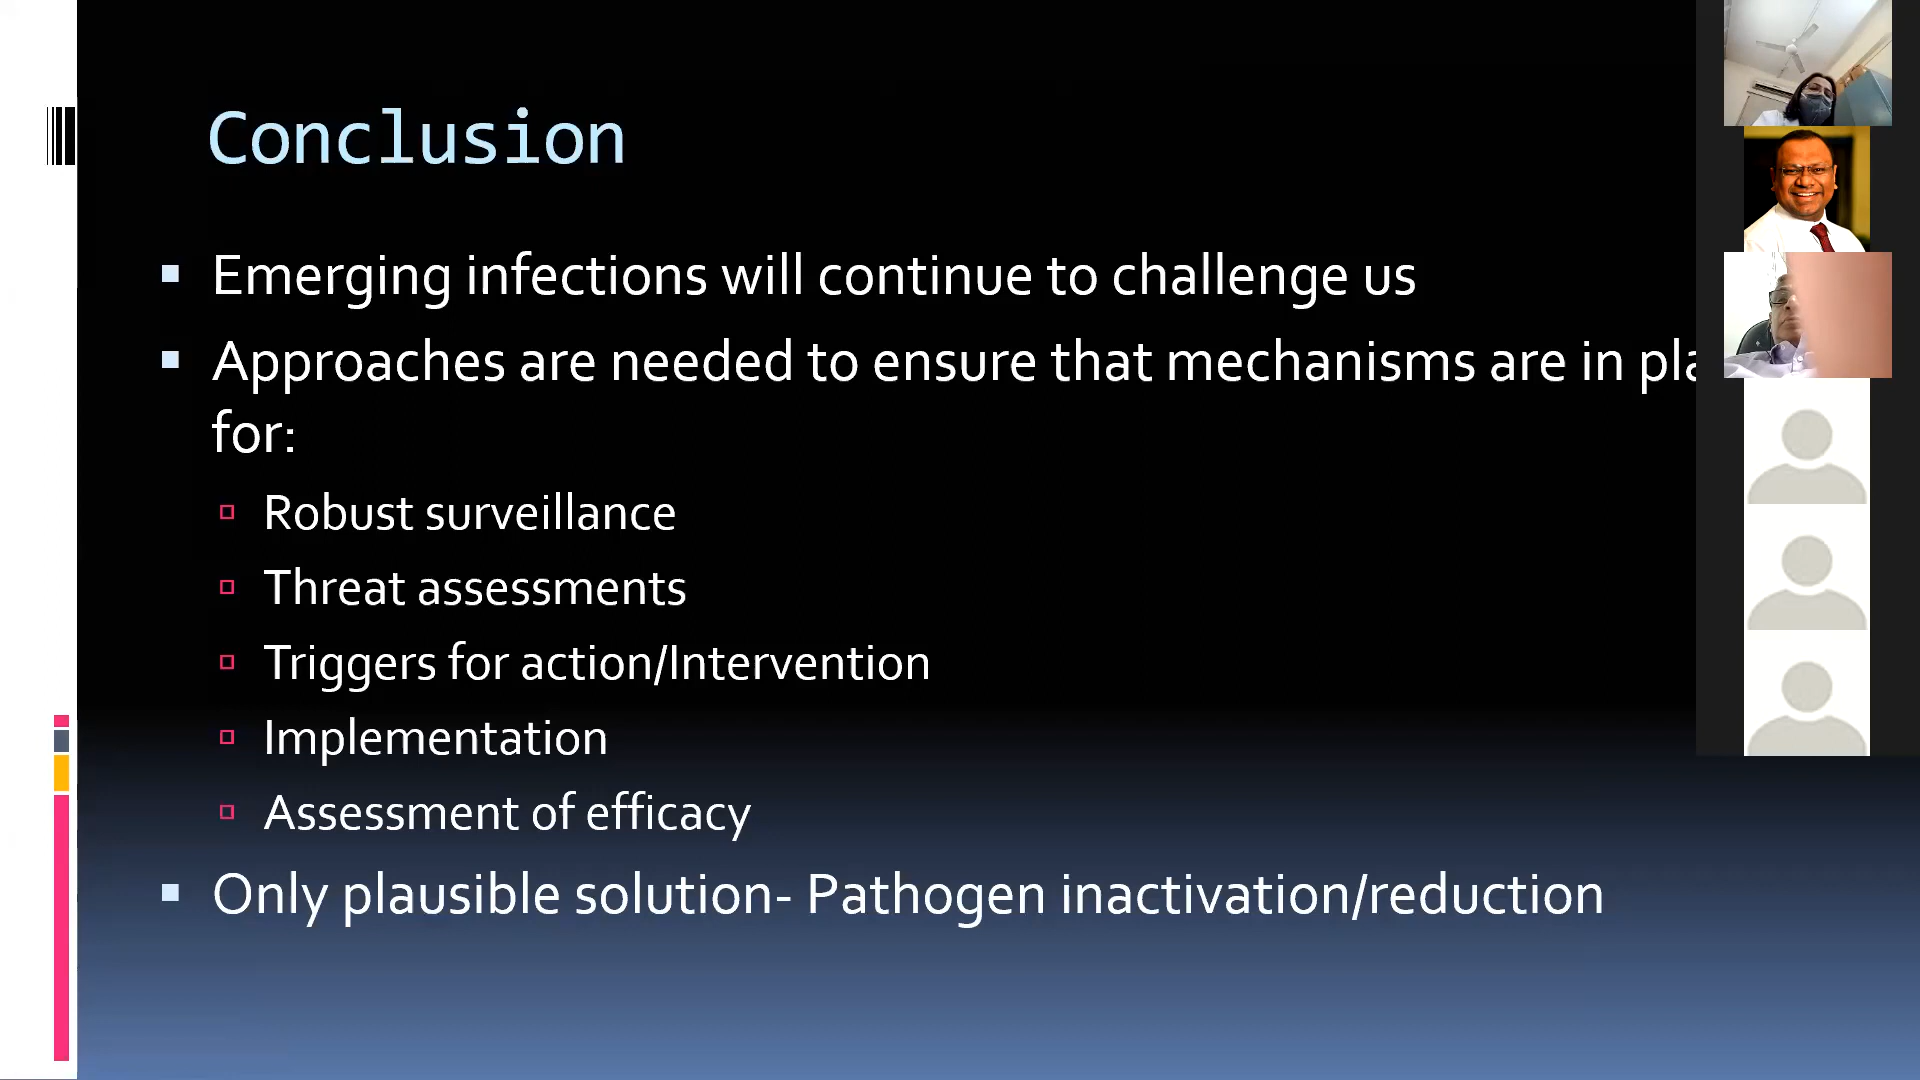 Conclusion
Emerging infections will continue to challenge us
Approaches are needed to ensure that mechanisms are in
for:
Robust surveillance
Threat assessments
Triggers for action/Intervention
Implementation
Assessment of efficacy
Only plausible solution- Pathogen inactivation/reduction